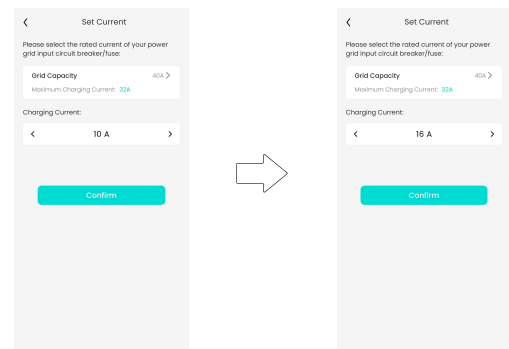 Set Current
Please select the rated current of your power
grid input circuit breaker/fuse:
Grid Capacity 40A
Maximum Charging Current: 32A
Charging Current:
10 A
Confirm
Set Current
Please select the rated current of your power
grid input circuit breaker/fuse:
Grid Capacity 40A
Maximum Charging Current: 32A
Charging Current:
16 A
Confirm